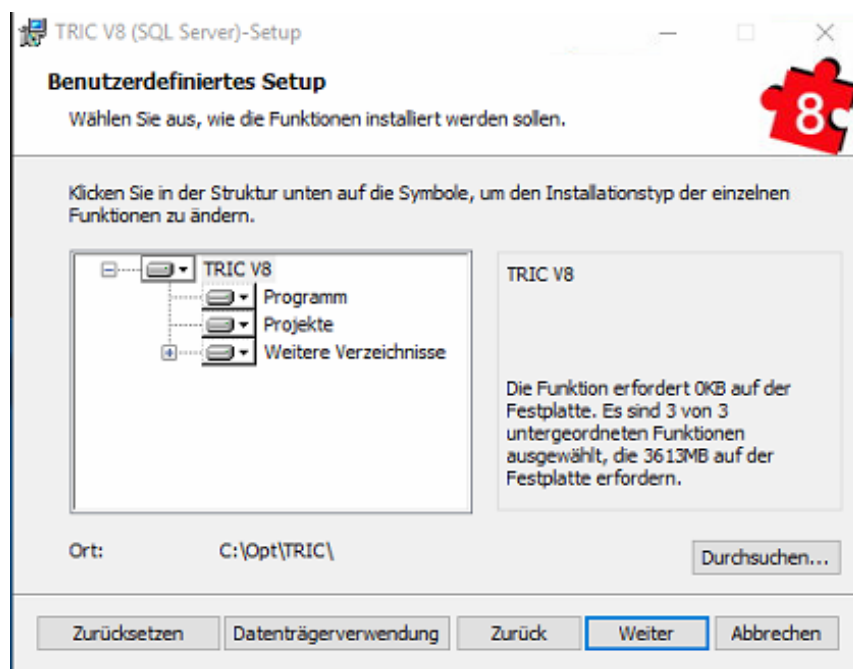 TRIC V8 (SQL Server)-Setup
Benutzerdefiniertes Setup
Wählen Sie aus, wie die Funktionen installiert werden sollen.
8
Klicken Sie in der Struktur unten auf die Symbole, um den Installationstyp der einzelnen
Funktionen zu ändern.
TRIC V8
Programm
Projekte
Weitere Verzeichnisse
TRIC V8
Die Funktion erfordert 0KB auf der
Festplatte. Es sind 3 von 3
untergeordneten Funktionen
ausgewählt, die 3613MB auf der
Festplatte erfordern.
Ort: C:\Opt\TRIC\
Durchsuchen...
Zurücksetzen Datenträgerverwendung Zurück Weiter Abbrechen